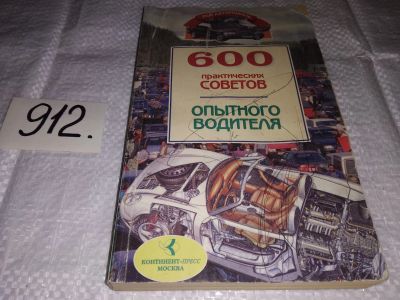 912.
600
практических
СОВЕТОВ
ОПЫТНОГО
ВОДИТЕЛЯ
КОНТИНЕНТ-ПРЕСС
МОСКВА